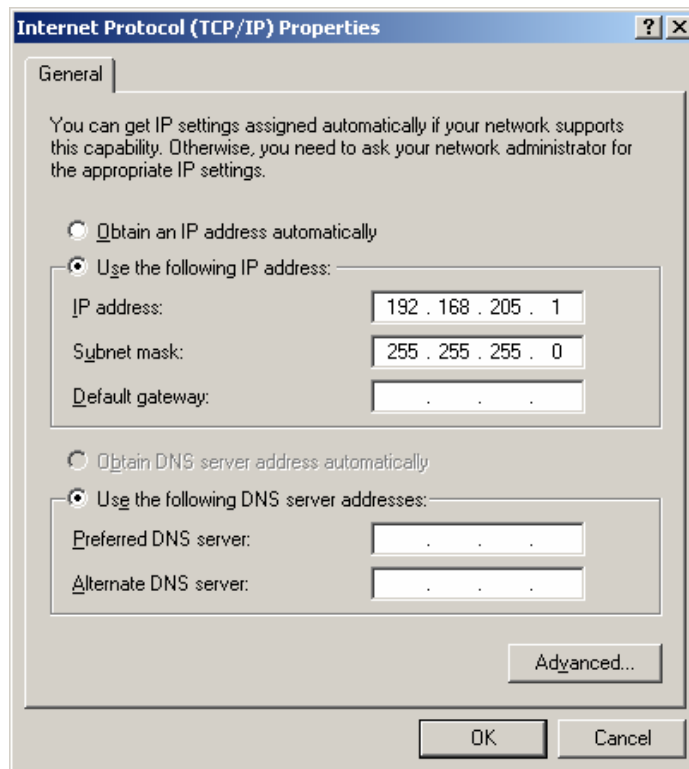 Internet Protocol (TCP/IP) Properties
General
You can get IP settings assigned automatically if your network supports
this capability. Otherwise, you need to ask your network administrator for
the appropriate IP settings.
Obtain an IP address automatically
Use the following IP address:
IP address: 192 . 168 . 205 . 1
Subnet mask: 255 . 255 . 255 . 0
Default gateway: . . .
Obtain DNS server address automatically
Use the following DNS server addresses:
Preferred DNS server: . . .
Alternate DNS server: . . .
Advanced...
OK Cancel